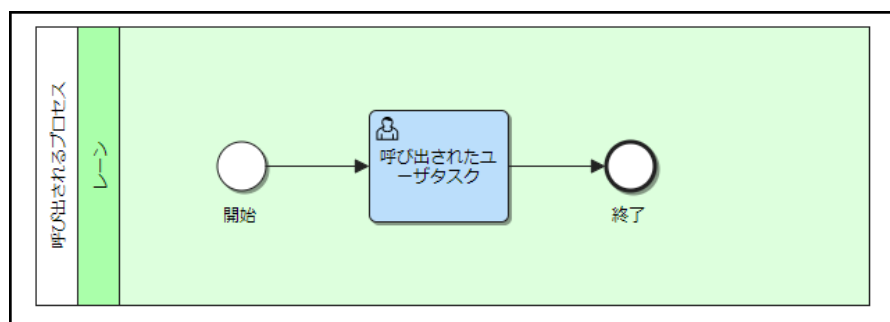 呼び出されるプロセス
レーン
開始
呼び出されたユ
ーザタスク
終了